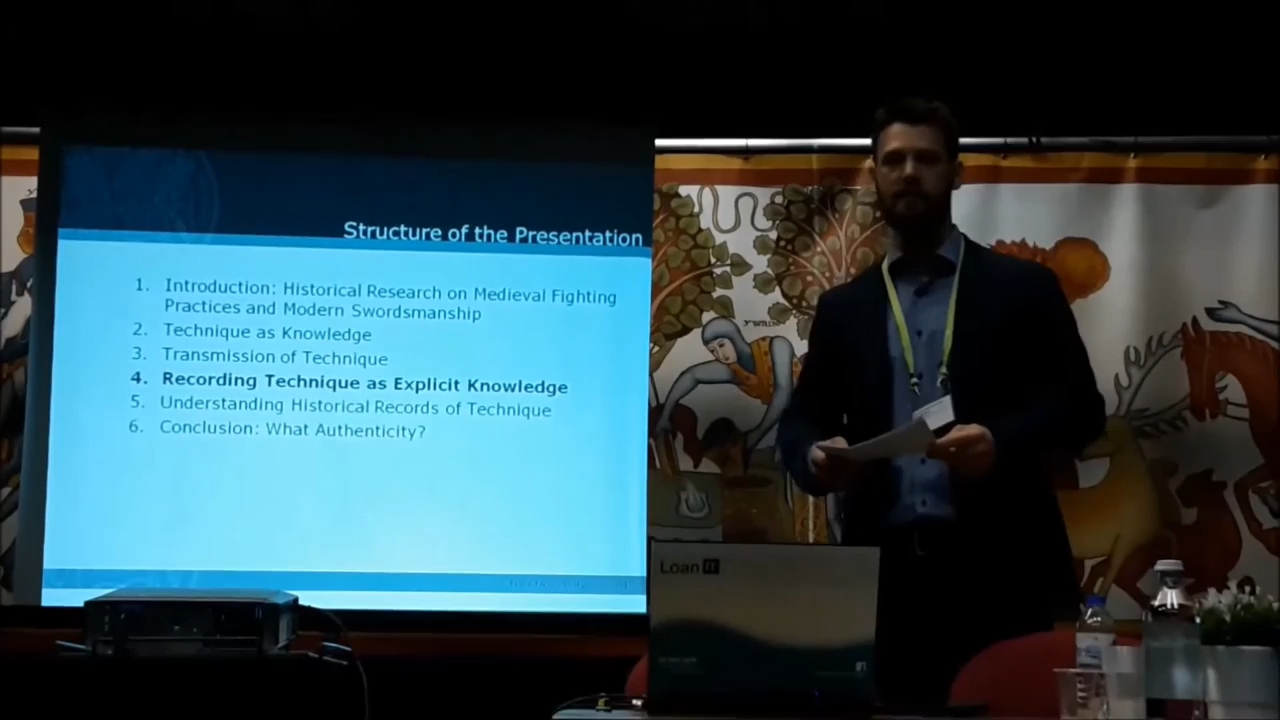 Structure of the Presentation
1. Introduction: Historical Research on Medieval Fighting
Practices and Modern Swordsmanship
2. Technique as Knowledge
3. Transmission of Technique
4. Recording Technique as Explicit Knowledge
5. Understanding Historical Records of Technique
6. Conclusion: What Authenticity?
Loan IT